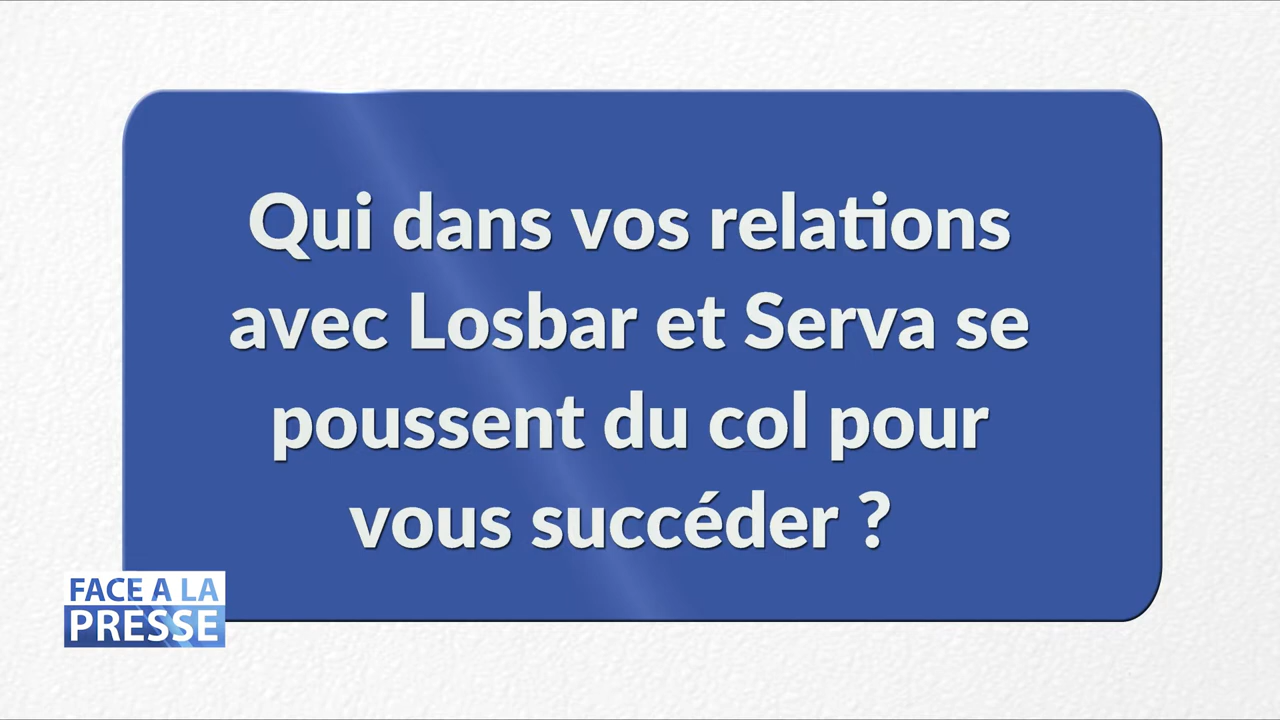 Qui dans vos relations
avec Losbar et Serva se
poussent du col pour
vous succéder ?
FACE A LA
PRESSE